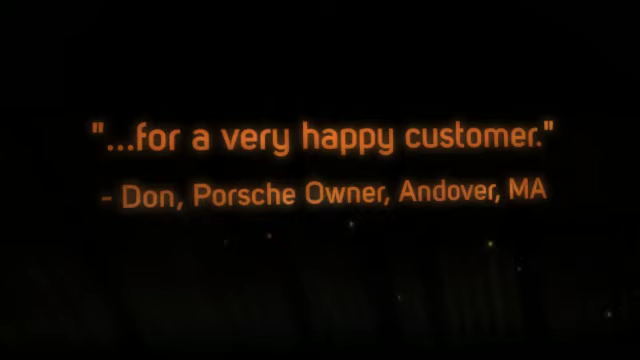 "...for a very happy customer."
- Don, Porsche Owner, Andover, MA